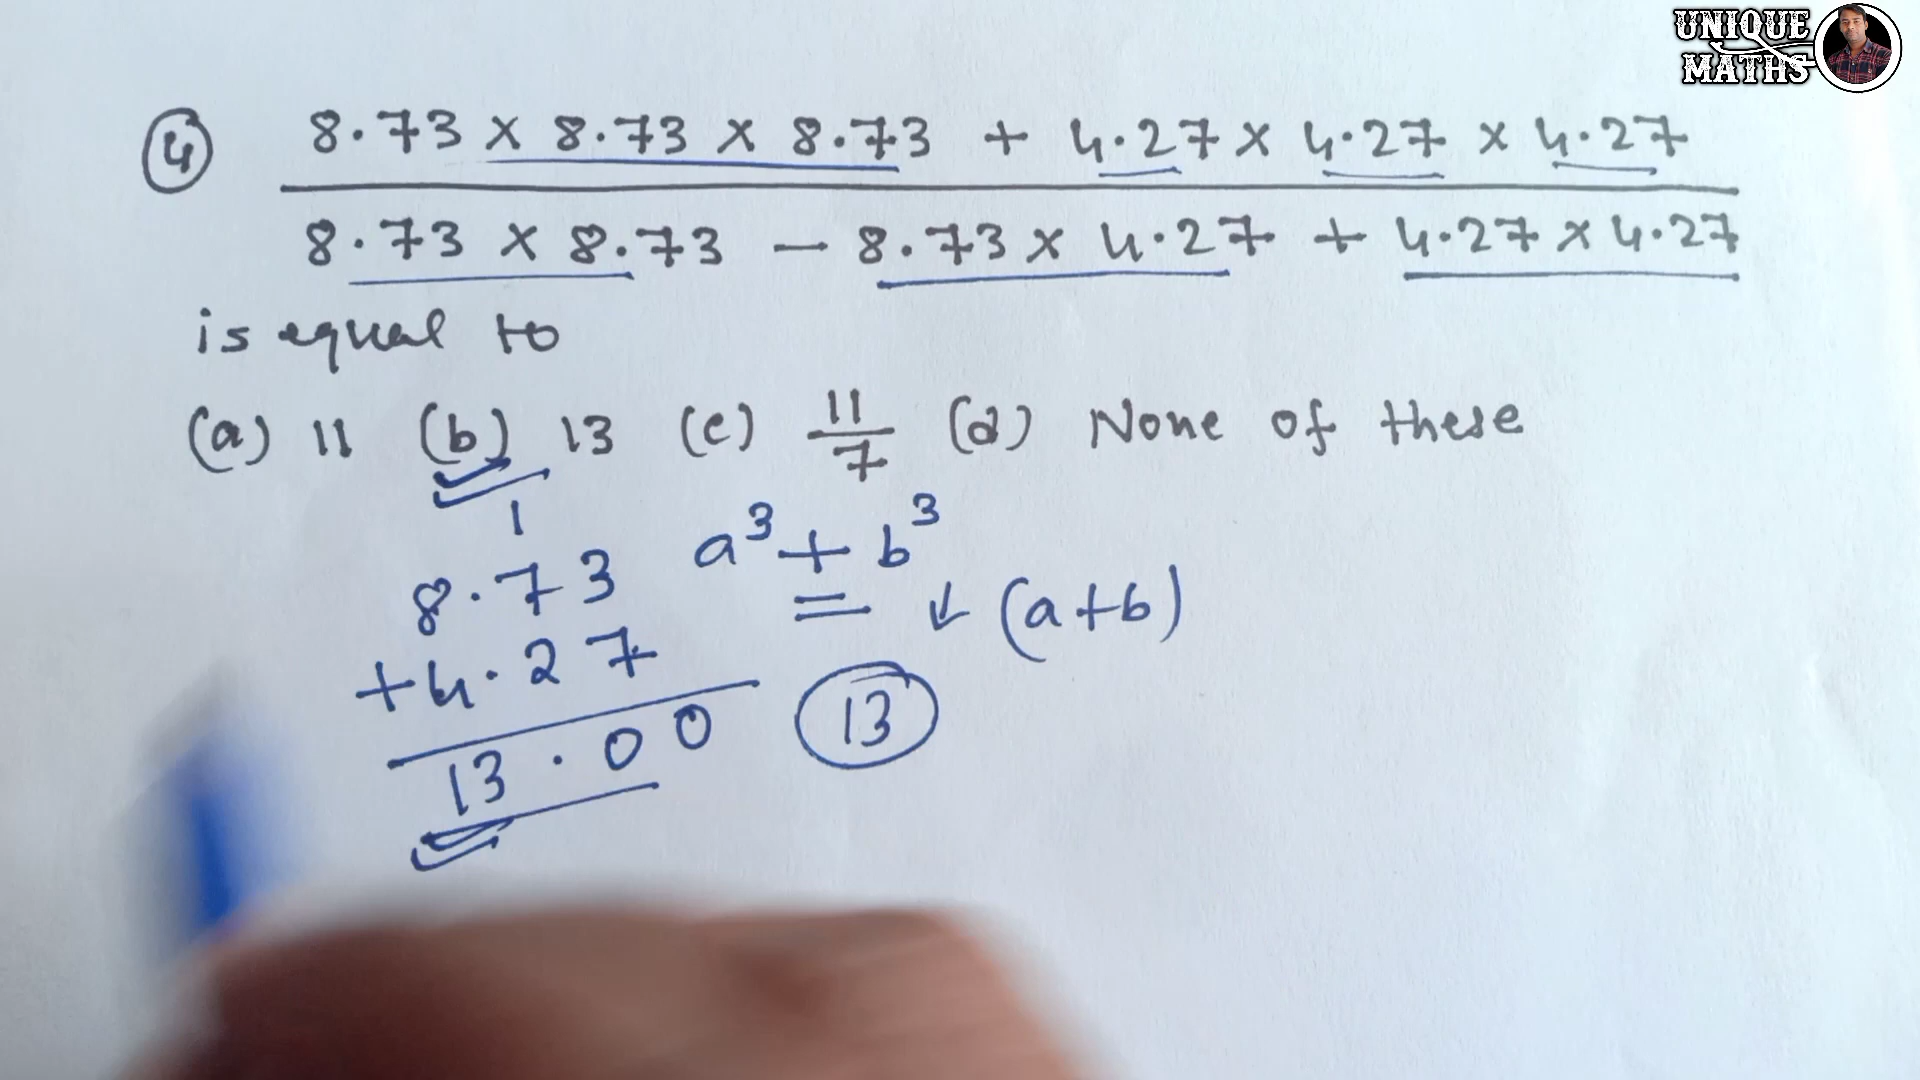 UNIQUE
MATHS
4 8.73 × 8.73 × 8.73 + 4.27 × 4.27 × 4.27
8.73 × 8.73 − 8.73 × 4.27 + 4.27 × 4.27
is equal to
(a) 11 (b) 13 (c) 11/7 (d) None of these
1
8.73
+4.27
13.00
a³ + b³
= ↓ (a+b)
13